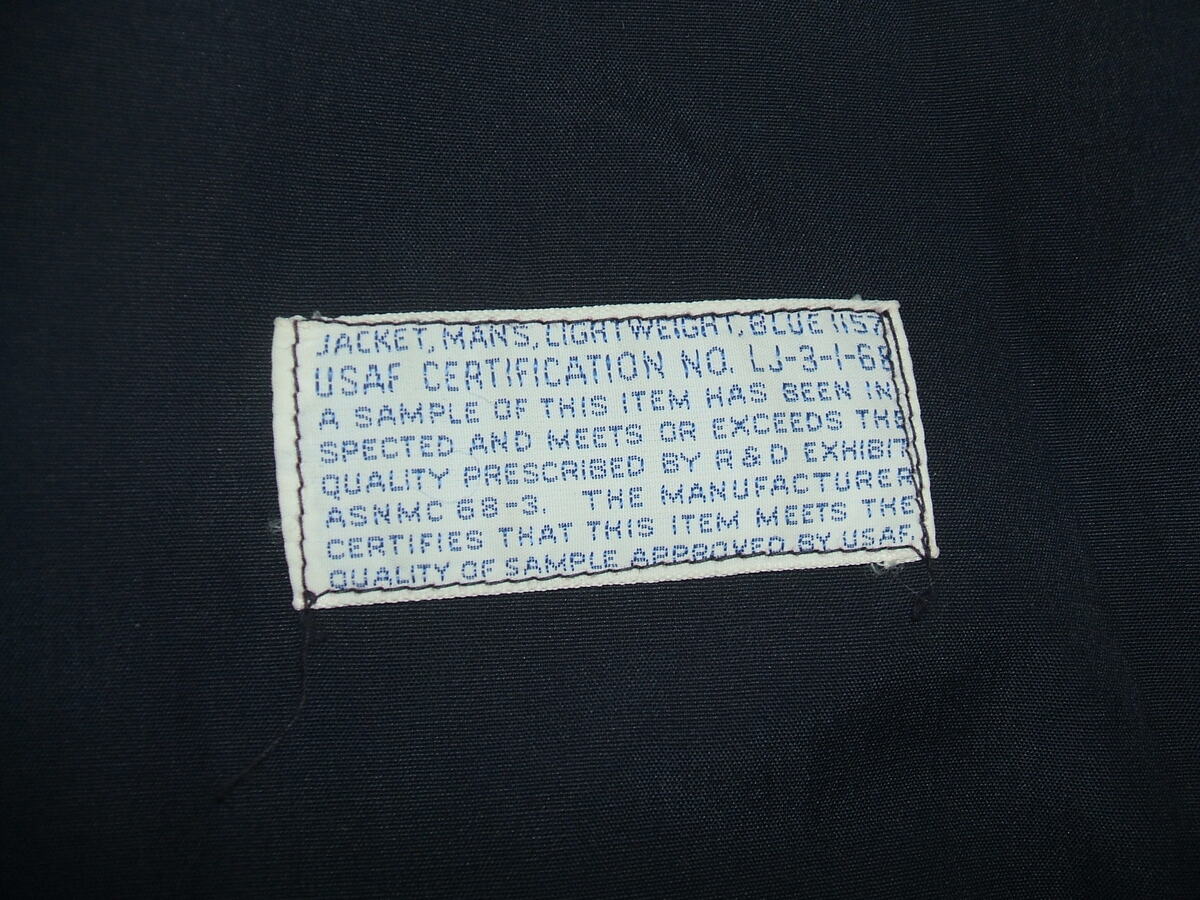 JACKET, MANS, LIGHTWEIGHT, BLUE 1157
USAF CERTIFICATION NO. LJ-3-1-68
A SAMPLE OF THIS ITEM HAS BEEN IN
SPECTED AND MEETS OR EXCEEDS THE
QUALITY PRESCRIBED BY R&D EXHIBIT
ASNMC 68-3. THE MANUFACTURER
CERTIFIES THAT THIS ITEM MEETS THE
QUALITY OF SAMPLE APPROVED BY USAF.